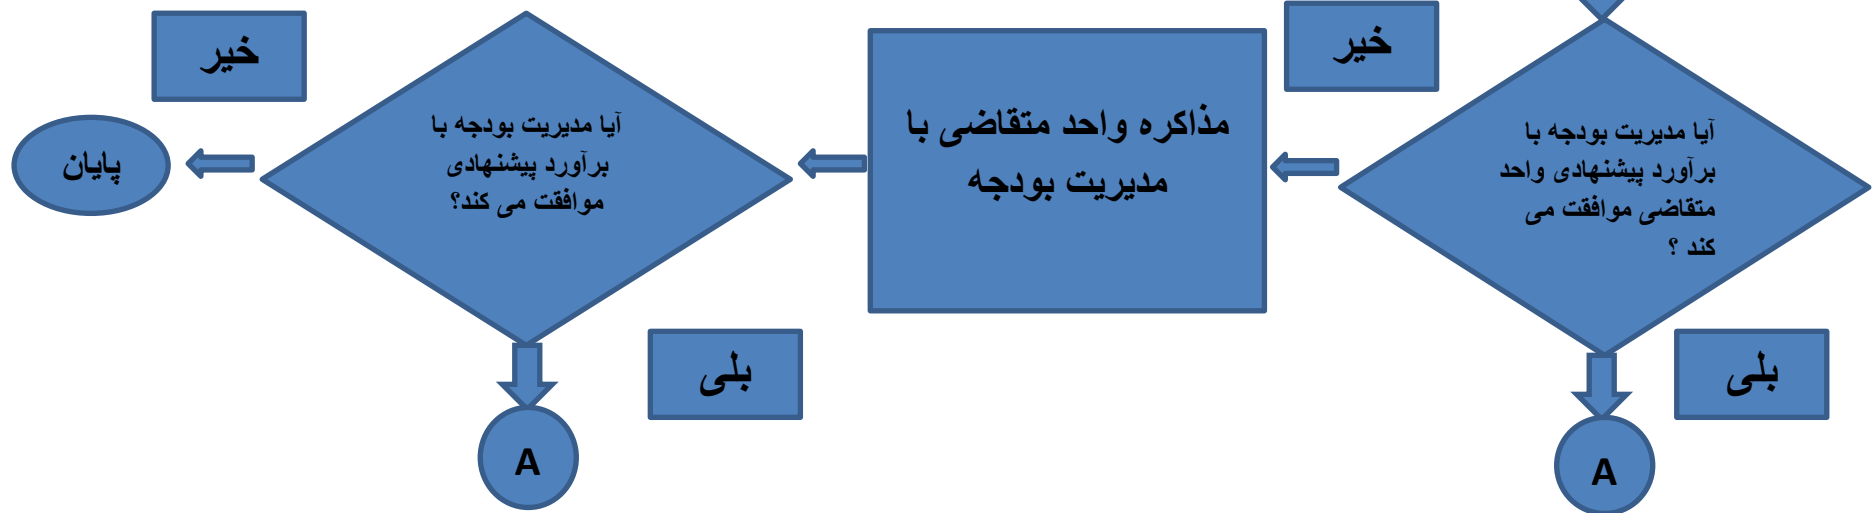 خیر
آیا مدیریت بودجه با
برآورد پیشنهادی واحد
متقاضی موافقت می
کند ؟
بلی
A
مذاکره واحد متقاضی با
مدیریت بودجه
خیر
آیا مدیریت بودجه با
برآورد پیشنهادی
موافقت می کند؟
بلی
A
پایان